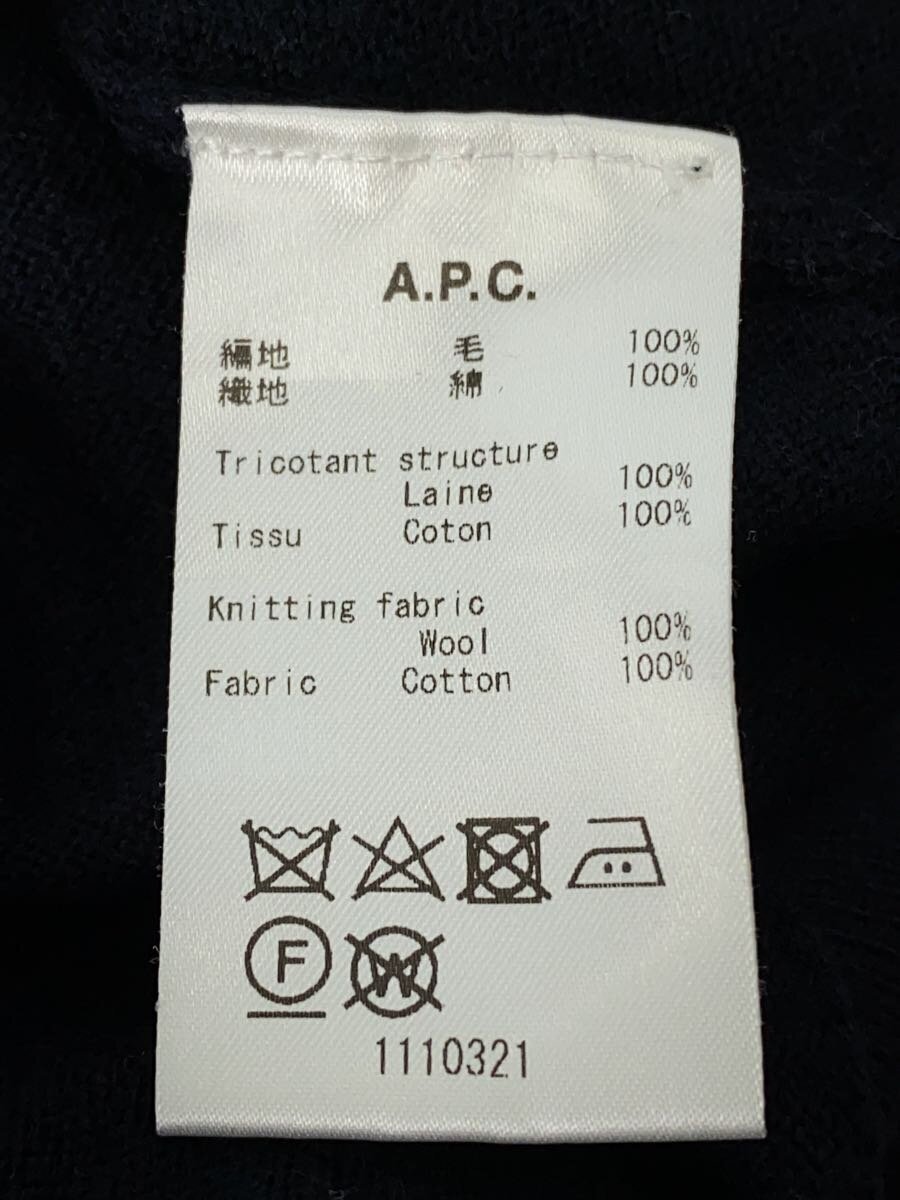 A.P.C.
編地 毛 100%
織地 綿 100%
Tricotant structure
Laine 100%
Tissu Coton 100%
Knitting fabric
Wool 100%
Fabric Cotton 100%
F W
1110321